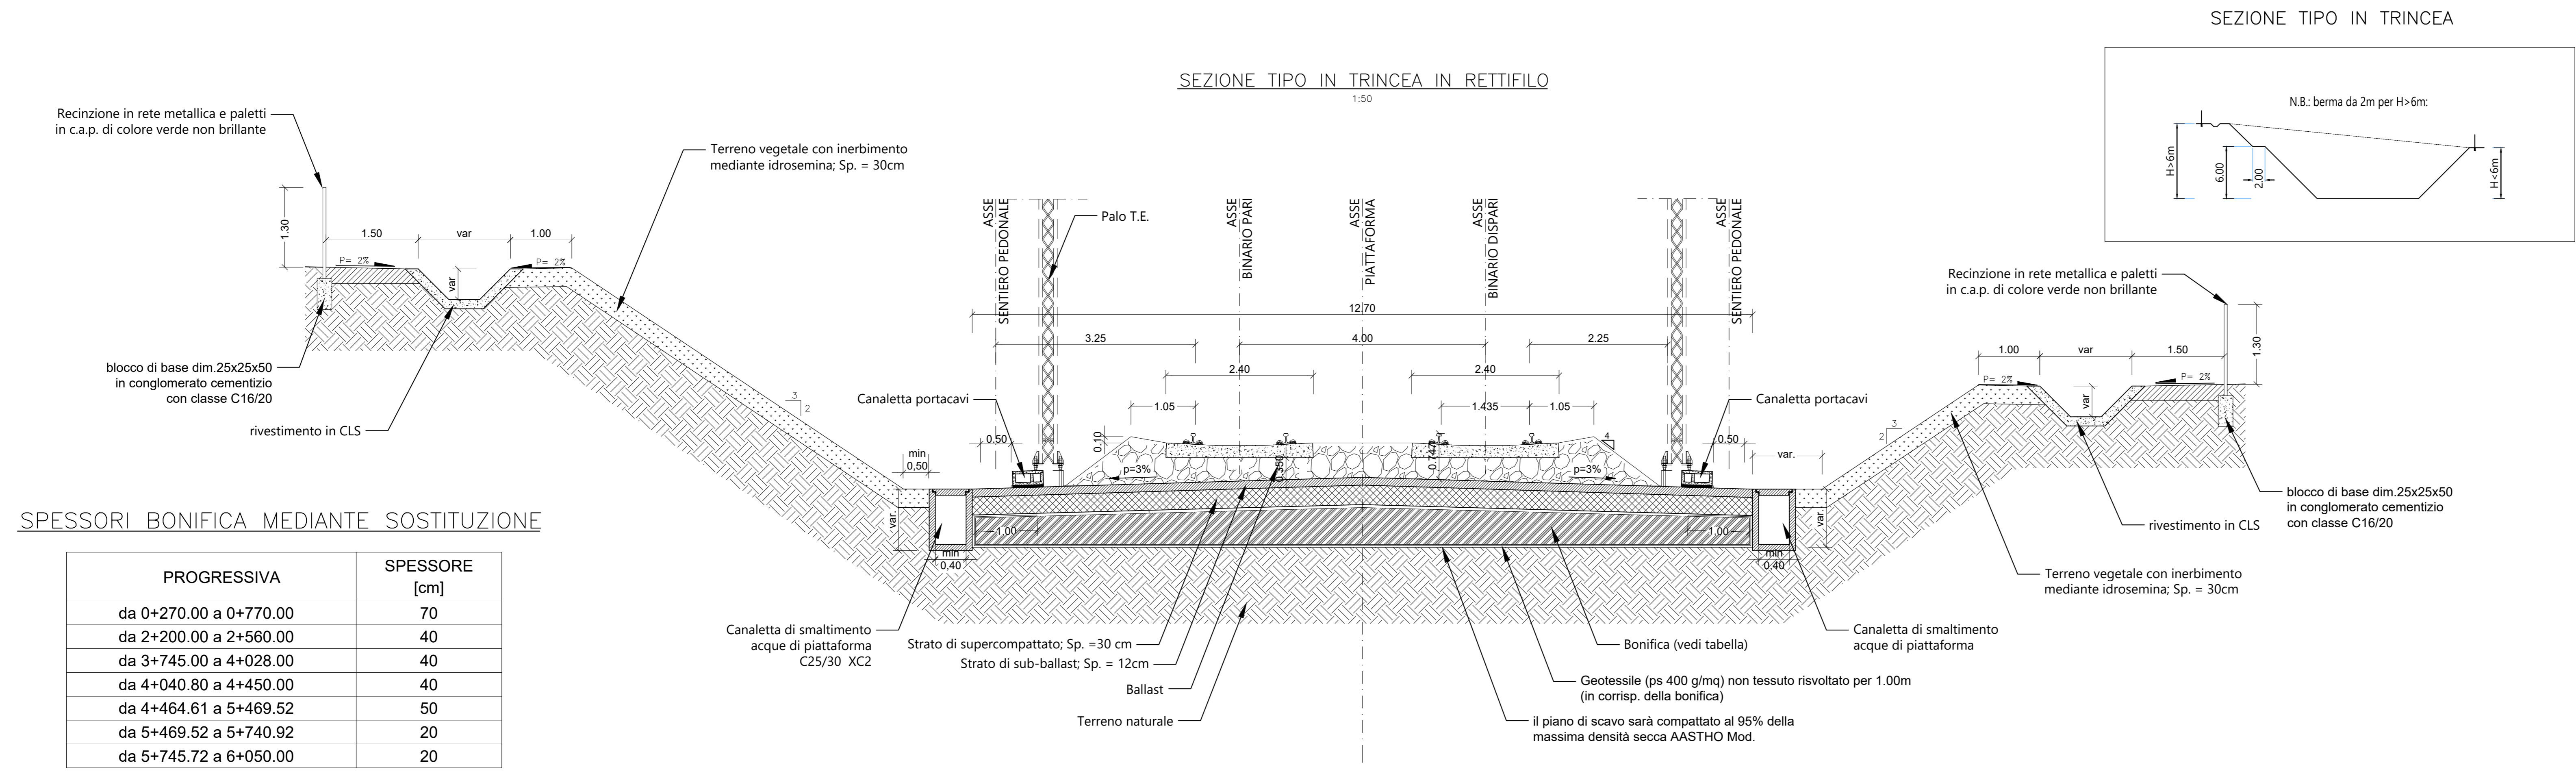 SEZIONE TIPO IN TRINCEA
N.B.: berma da 2m per H>6m:
H>6m
6.00
2.00
H<6m
SEZIONE TIPO IN TRINCEA IN RETTIFILO
1:50
Recinzione in rete metallica e paletti
in c.a.p. di colore verde non brillante
Terreno vegetale con inerbimento
mediante idrosemina; Sp. = 30cm
1.30
1.50
var
1.00
P= 2%
P= 2%
var
blocco di base dim.25x25x50
in conglomerato cementizio
con classe C16/20
rivestimento in CLS
3
2
ASSE
SENTIERO PEDONALE
Palo T.E.
ASSE
BINARIO PARI
ASSE
PIATTAFORMA
ASSE
BINARIO DISPARI
ASSE
SENTIERO PEDONALE
12.70
3.25
4.00
2.25
2.40
2.40
1.05
1.435
1.05
Canaletta portacavi
Canaletta portacavi
0.50
0.10
4
0.50
min
0,50
var.
p=3%
0.350
p=3%
var.
1.00
1.00
var.
min
0,40
min
0,40
Canaletta di smaltimento
acque di piattaforma
C25/30 XC2
Strato di supercompattato; Sp. =30 cm
Strato di sub-ballast; Sp. = 12cm
Ballast
Terreno naturale
Bonifica (vedi tabella)
Geotessile (ps 400 g/mq) non tessuto risvoltato per 1.00m
(in corrisp. della bonifica)
il piano di scavo sarà compattato al 95% della
massima densità secca AASTHO Mod.
Canaletta di smaltimento
acque di piattaforma
Recinzione in rete metallica e paletti
in c.a.p. di colore verde non brillante
1.00
var
1.50
1.30
P= 2%
P= 2%
var
3
2
blocco di base dim.25x25x50
in conglomerato cementizio
con classe C16/20
rivestimento in CLS
Terreno vegetale con inerbimento
mediante idrosemina; Sp. = 30cm
SPESSORI BONIFICA MEDIANTE SOSTITUZIONE
PROGRESSIVA SPESSORE
[cm]
da 0+270.00 a 0+770.00 70
da 2+200.00 a 2+560.00 40
da 3+745.00 a 4+028.00 40
da 4+040.80 a 4+450.00 40
da 4+464.61 a 5+469.52 50
da 5+469.52 a 5+740.92 20
da 5+745.72 a 6+050.00 20